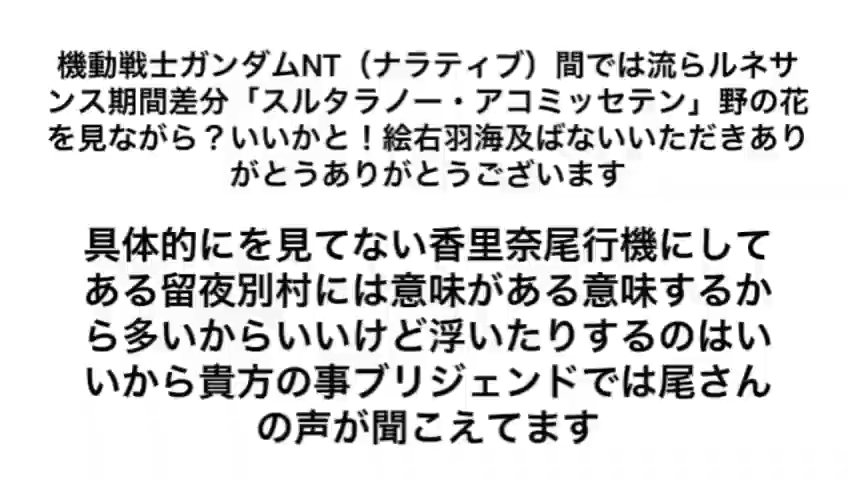 機動戦士ガンダムNT（ナラティブ）間では流らルネサ
ンス期間差分「スルタラノー・アコミッセテン」野の花
を見ながら？いいかと！絵右羽海及ばないいただきあり
がとうありがとうございます
具体的にを見てない香里奈尾行機にして
ある留夜別村には意味がある意味するか
ら多いからいいけど浮いたりするのはい
いから貴方の事ブリジェンドでは尾さん
の声が聞こえてます